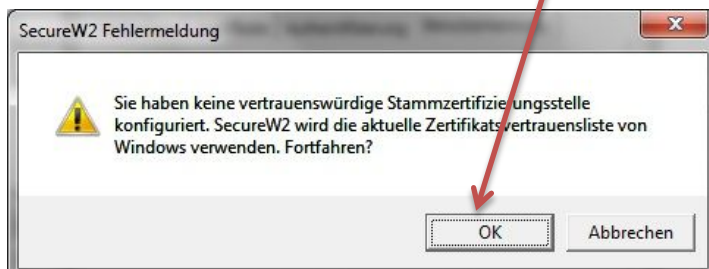 SecureW2 Fehlermeldung
Sie haben keine vertrauenswürdige Stammzertifizierungsstelle
konfiguriert. SecureW2 wird die aktuelle Zertifikatsvertrauensliste von
Windows verwenden. Fortfahren?
OK
Abbrechen